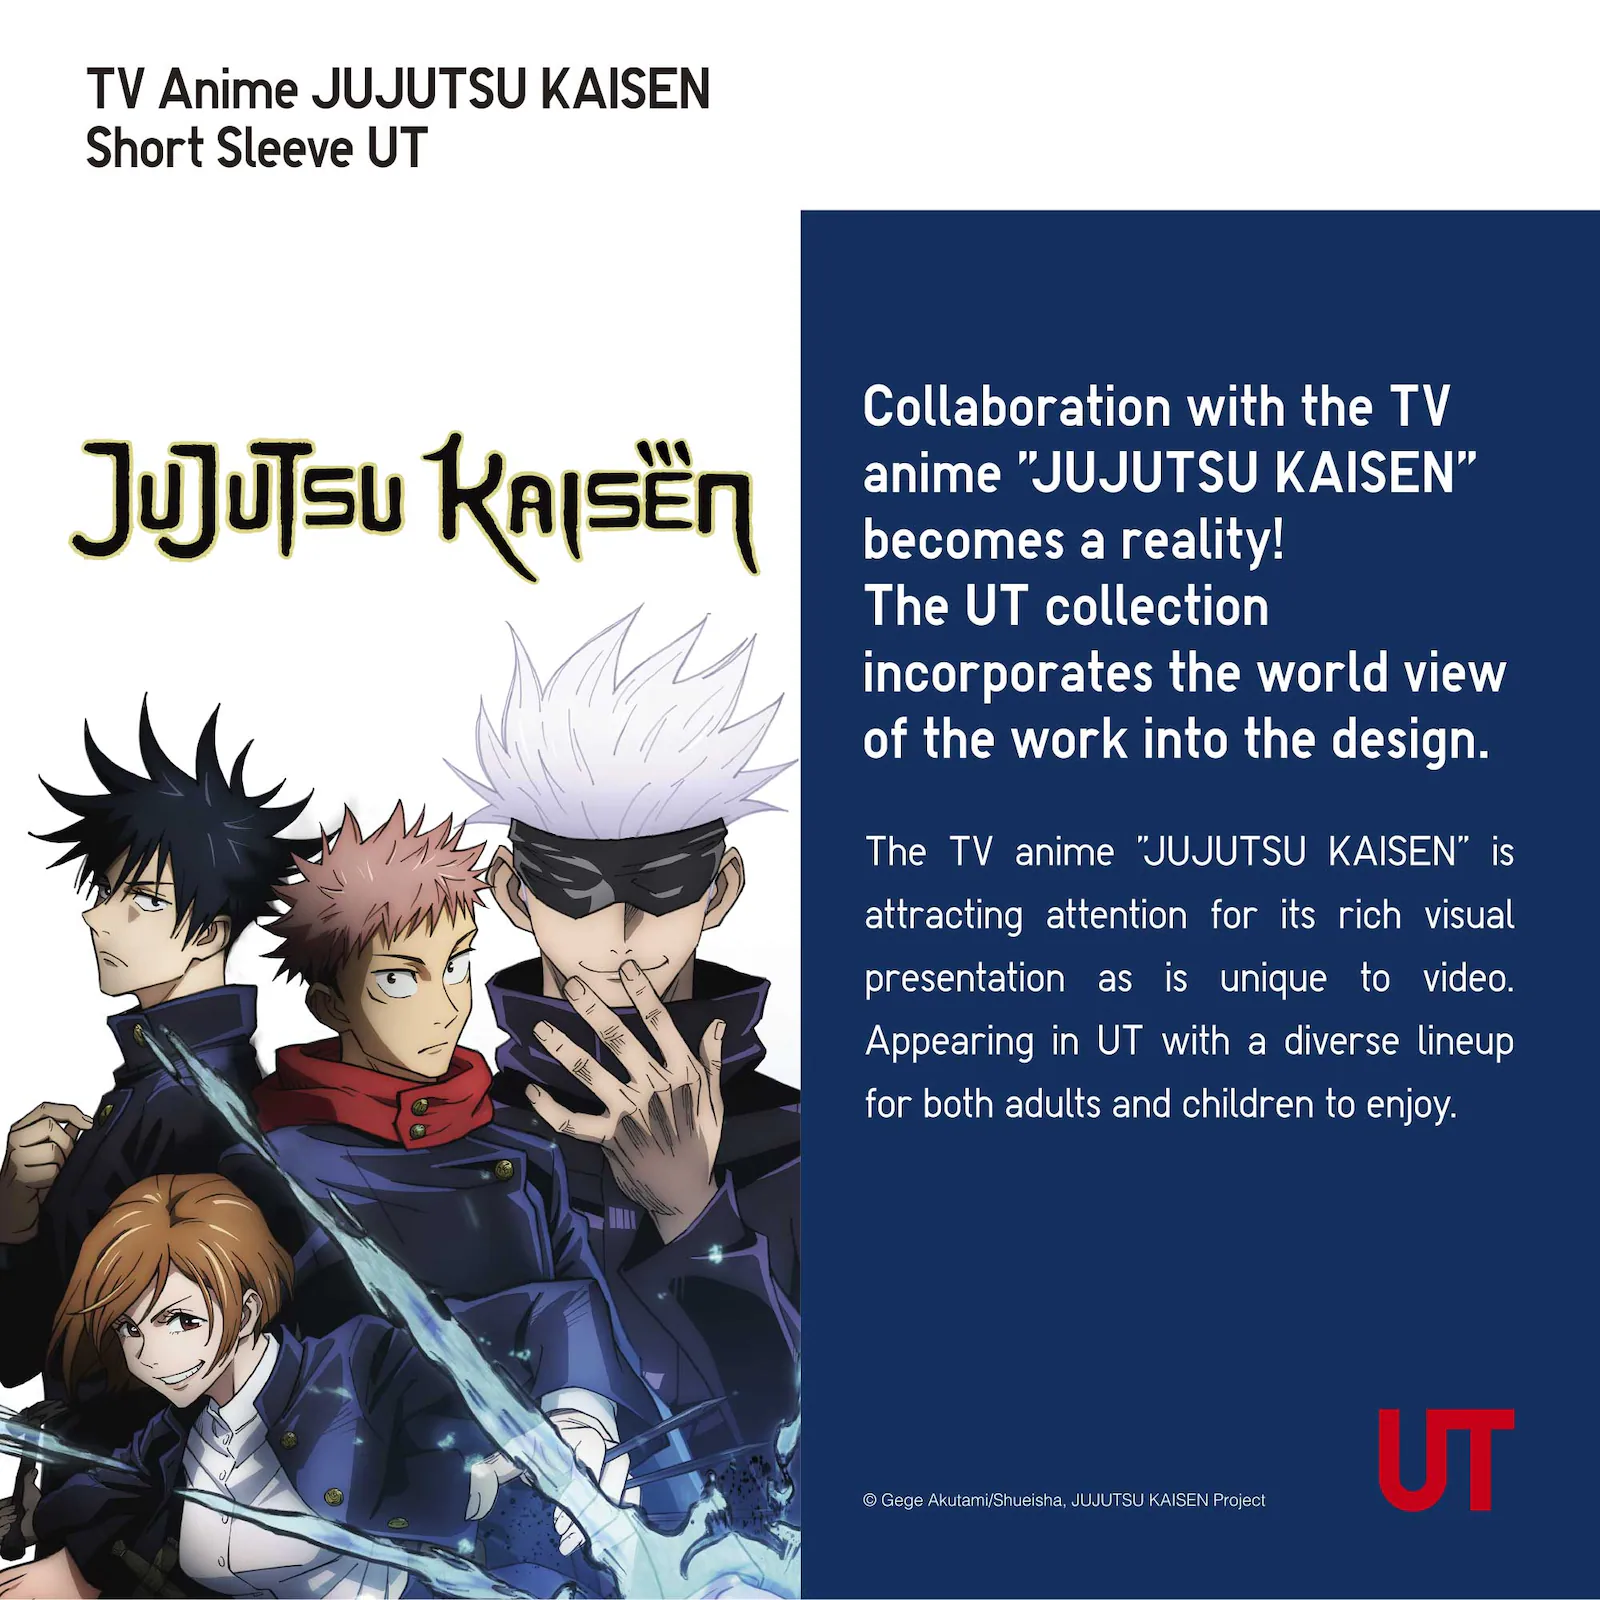 TV Anime JUJUTSU KAISEN
Short Sleeve UT
JUJUTSU KAISEN
Collaboration with the TV
anime "JUJUTSU KAISEN"
becomes a reality!
The UT collection
incorporates the world view
of the work into the design.
The TV anime "JUJUTSU KAISEN" is
attracting attention for its rich visual
presentation as is unique to video.
Appearing in UT with a diverse lineup
for both adults and children to enjoy.
© Gege Akutami/Shueisha, JUJUTSU KAISEN Project
UT